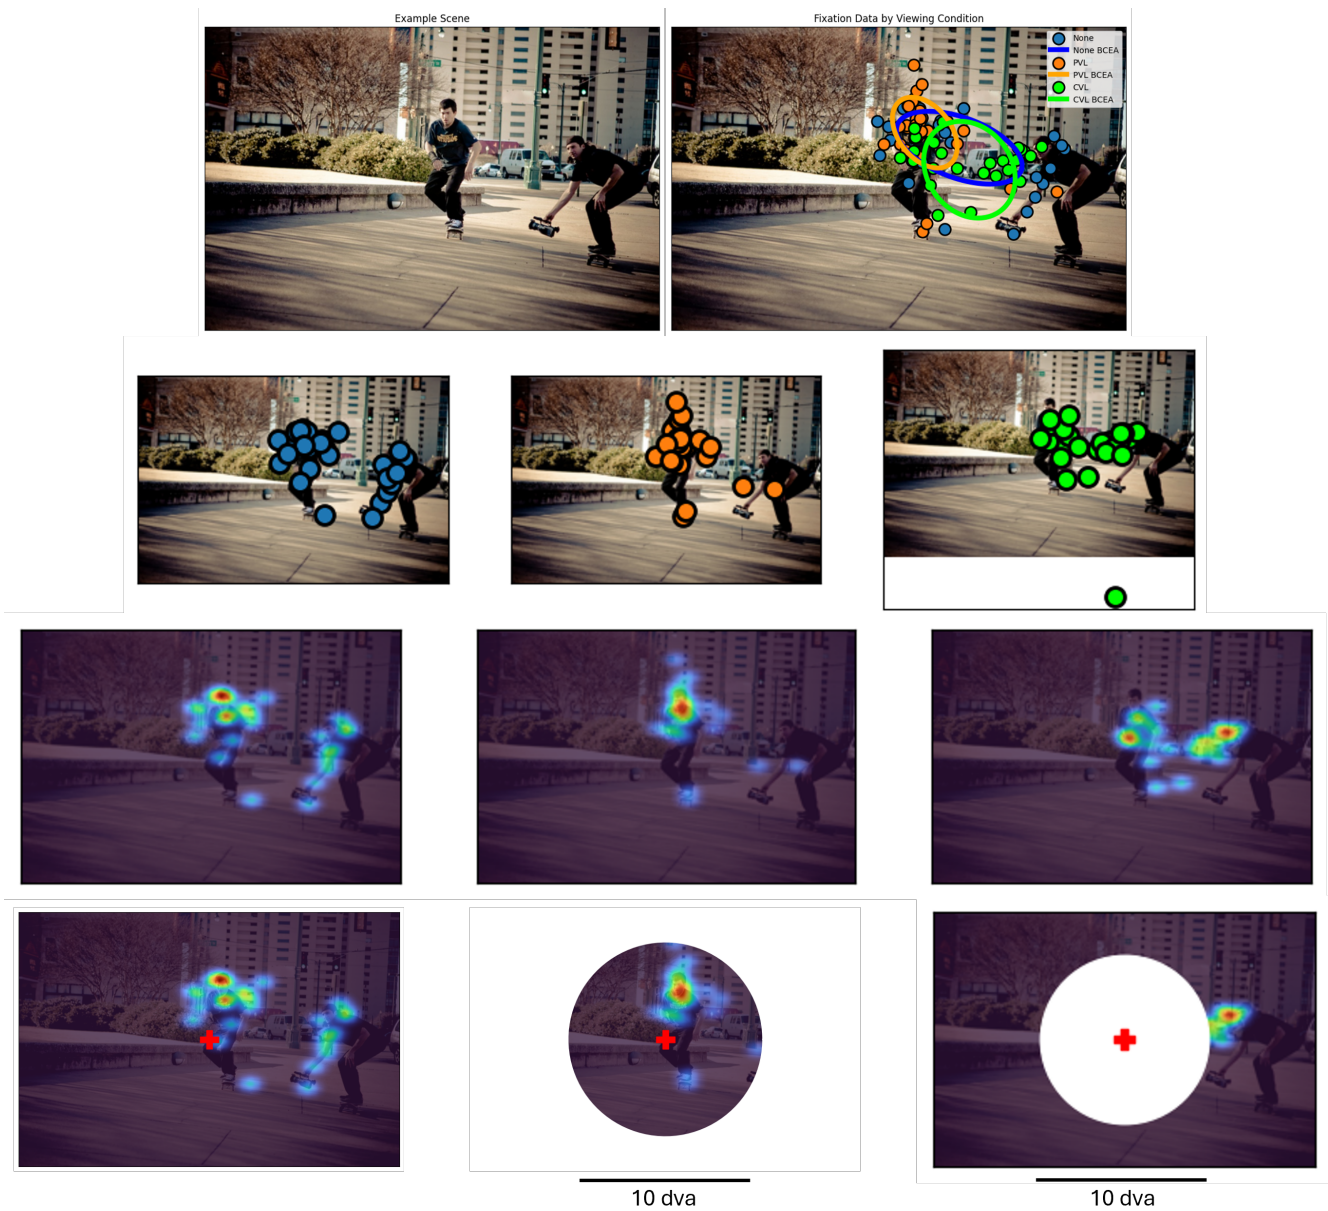 Example Scene
Fixation Data by Viewing Condition
None
None BCEA
PVL
PVL BCEA
CVL
CVL BCEA
10 dva
10 dva